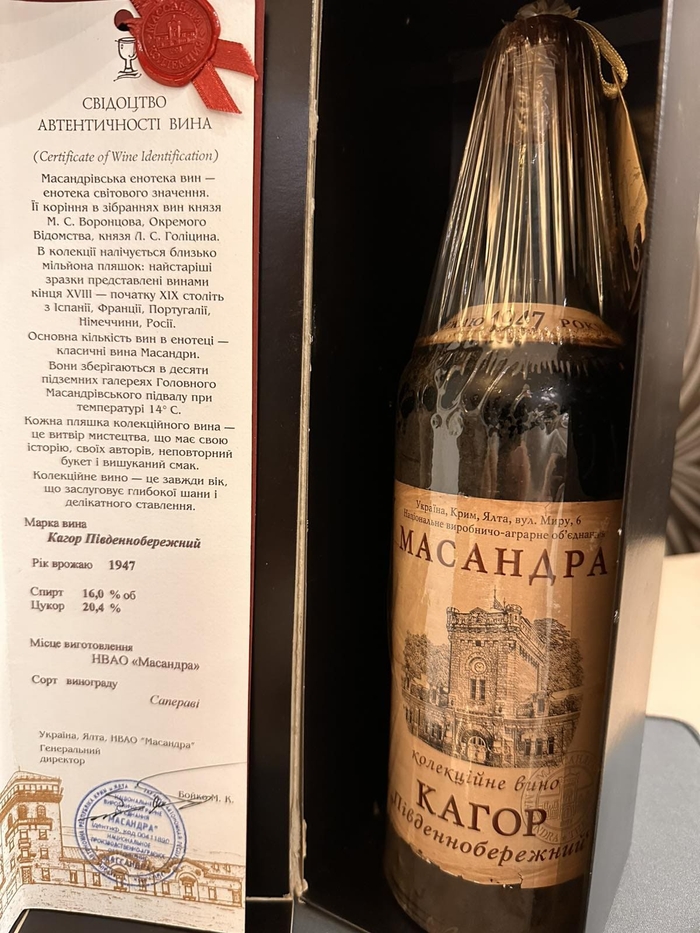 СВІДОЦТВО
АВТЕНТИЧНОСТІ ВИНА
(Certificate of Wine Identification)
Масандрівська енотека вин —
енотека світового значення.
Її коріння в зібраннях вин князя
М. С. Воронцова, Окремого
Відомства, князя Л. С. Голіцина.
В колекції налічується близько
мільйона пляшок: найстаріші
зразки представлені винами
кінця XVIII — початку XIX століть
з Іспанії, Франції, Португалії,
Німеччини, Росії.
Основна кількість вин в енотеці —
класичні вина Масандри.
Вони зберігаються в десяти
підземних галереях Головного
Масандрівського підвалу при
температурі 14° С.
Кожна пляшка колекційного вина —
це витвір мистецтва, що має свою
історію, своїх авторів, неповторний
букет і вишуканий смак.
Колекційне вино — це завжди вік,
що заслуговує глибокої шани і
делікатного ставлення.
Марка вина
Кагор Південнобережний
Рік врожаю 1947
Спирт 16,0 % об
Цукор 20,4 %
Місце виготовлення
НВАО «Масандра»
Сорт винограду
Сапераві
Україна, Ялта, НВАО "Масандра"
Генеральний
директор
Бойко М. К.
"МАСАНДРА"
1947 РОКУ
Україна, Крим, Ялта, вул. Миру, 6
Національне виробничо-аграрне об'єднання
МАСАНДРА
колекційне вино
КАГОР
Південнобережний